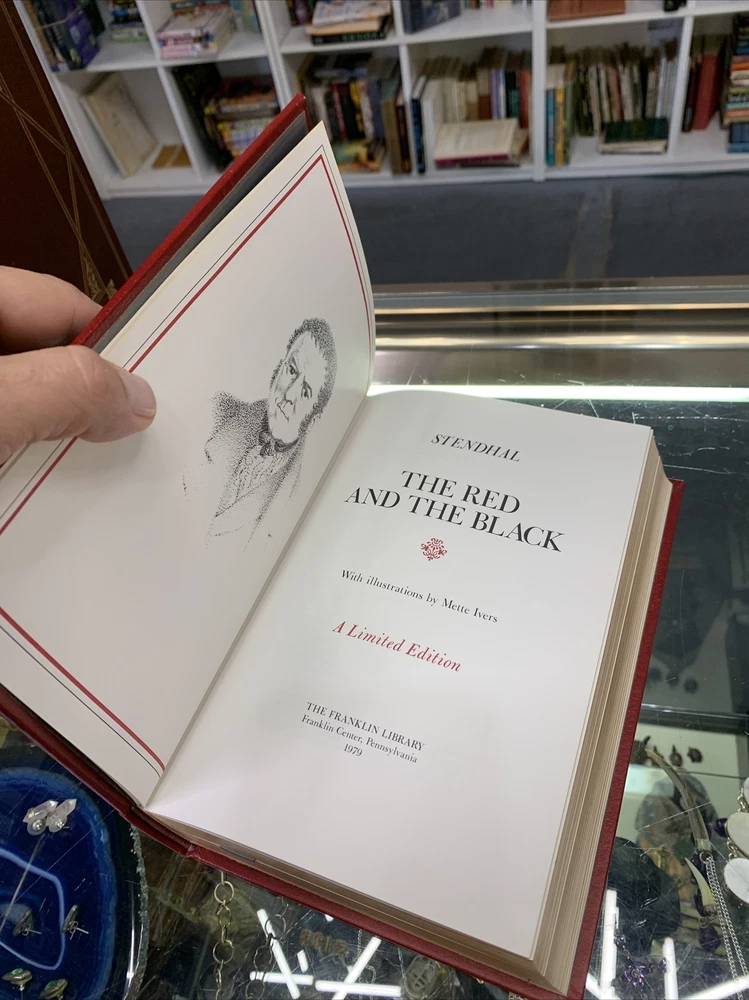 STENDHAL
THE RED
AND THE BLACK
With illustrations by Mette Ivers
A Limited Edition
THE FRANKLIN LIBRARY
Franklin Center, Pennsylvania
1979